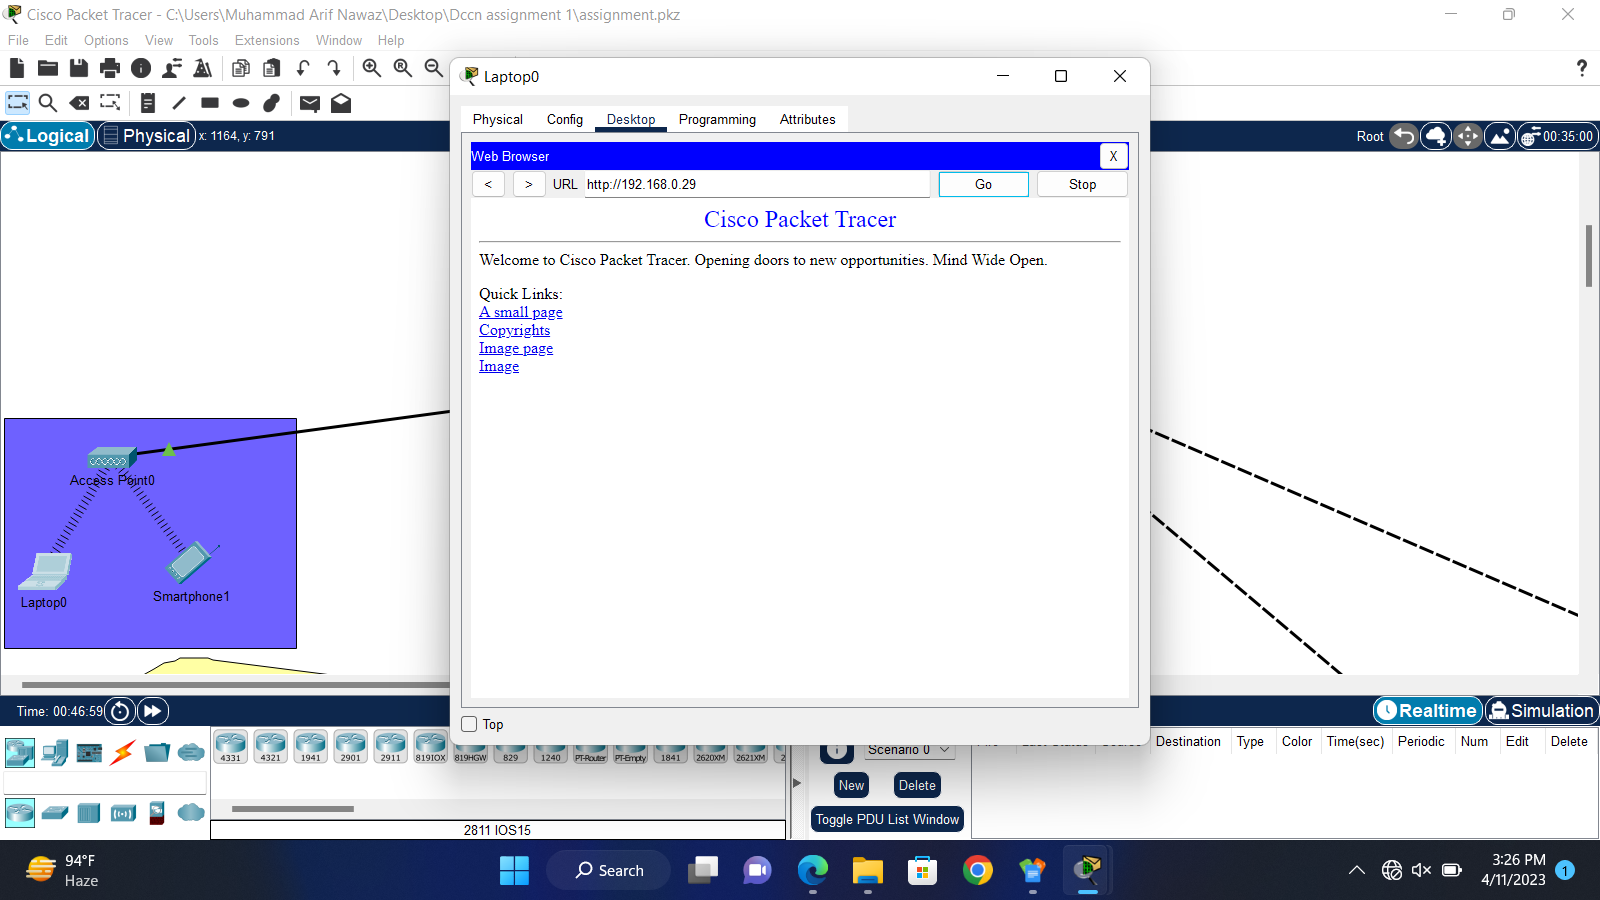 Cisco Packet Tracer - C:\Users\Muhammad Arif Nawaz\Desktop\Dccn assignment 1\assignment.pkz
File Edit Options View Tools Extensions Window Help
Logical Physical x: 1164, y: 791
Root 00:35:00
Laptop0
Physical Config Desktop Programming Attributes
Web Browser X
< > URL http://192.168.0.29 Go Stop
Cisco Packet Tracer
Welcome to Cisco Packet Tracer. Opening doors to new opportunities. Mind Wide Open.
Quick Links:
A small page
Copyrights
Image page
Image
Access Point0
Laptop0
Smartphone1
Top
Time: 00:46:59
Realtime Simulation
4331 4321 1941 2901 2911 819IOX 819HGW 829 1240 PT-Router PT-Empty 1841 2620XM 2621XM 2
2811 IOS15
Scenario 0
New Delete
Toggle PDU List Window
Destination Type Color Time(sec) Periodic Num Edit Delete
94°F
Haze
Search
3:26 PM
4/11/2023
1